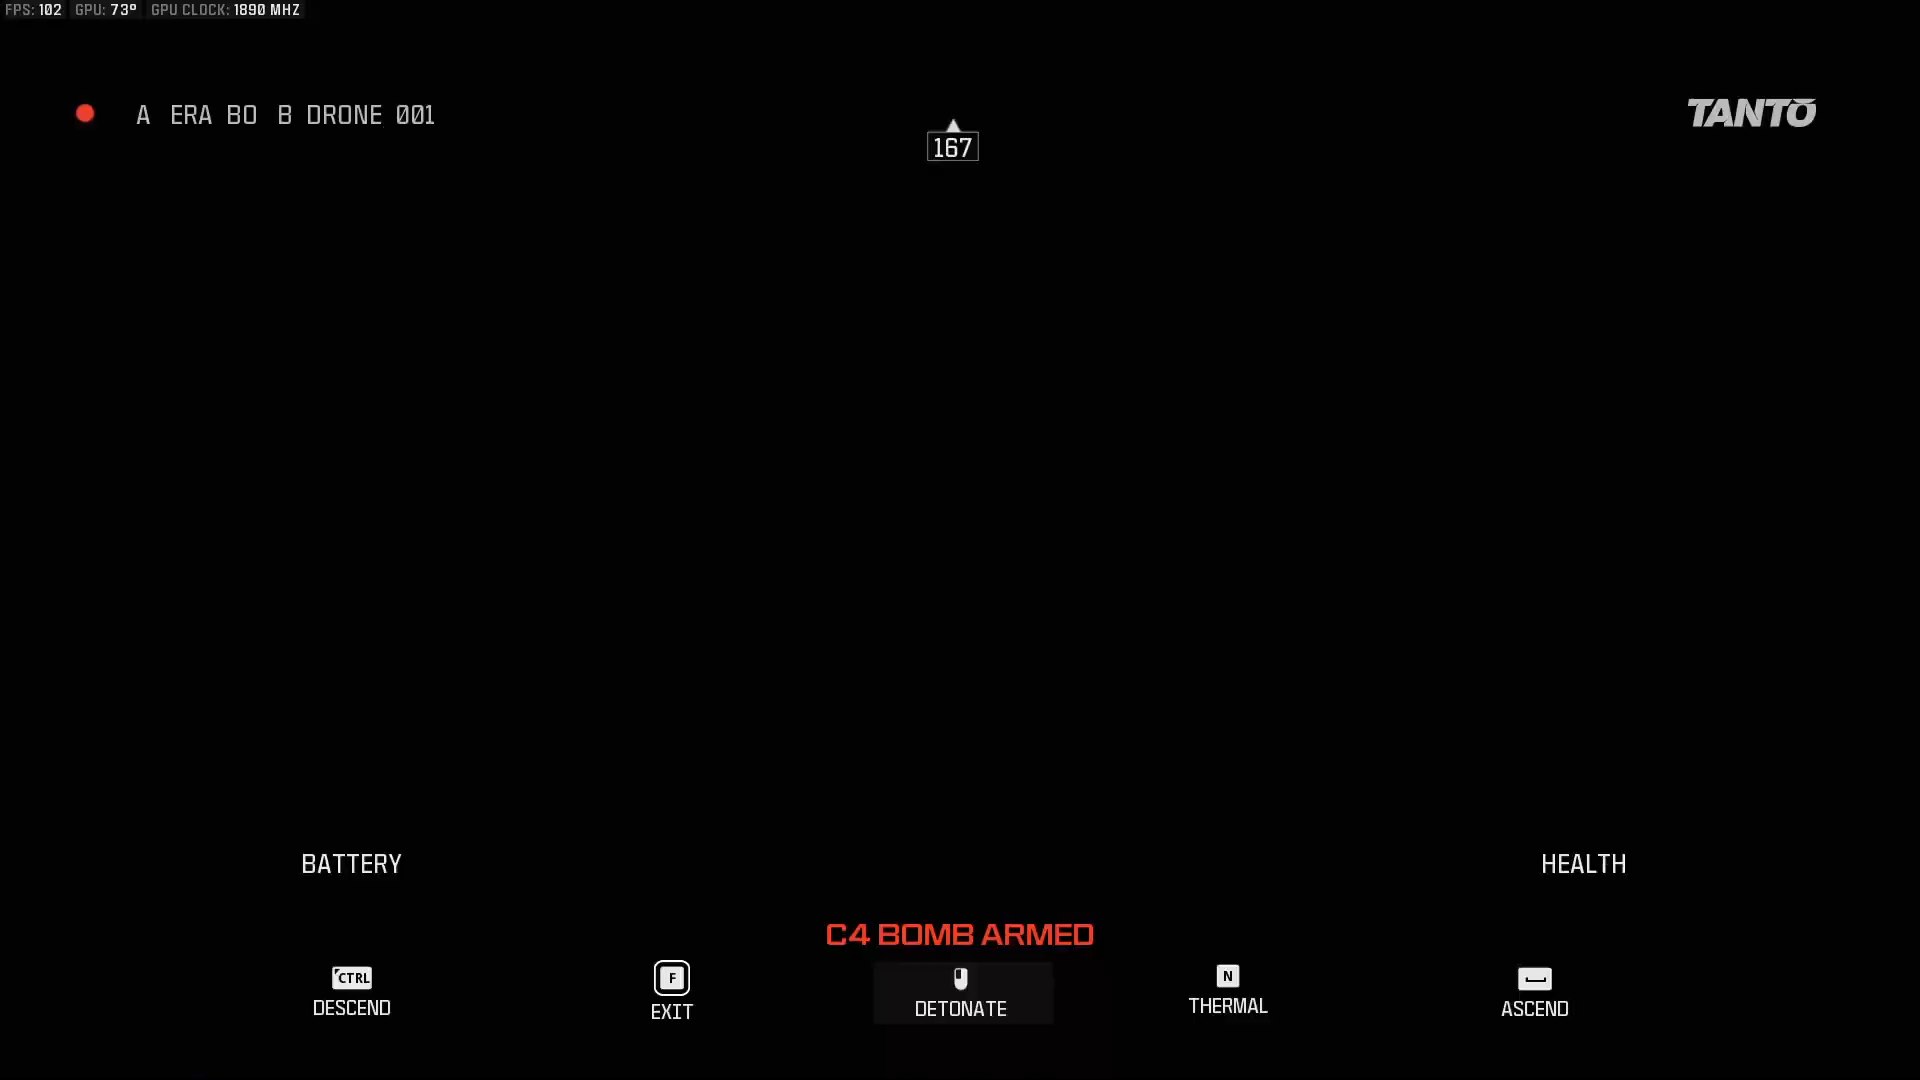 FPS: 102 GPU: 73° GPU CLOCK: 1890 MHZ
A ERA BO B DRONE 001
TANTO
167
BATTERY
HEALTH
C4 BOMB ARMED
CTRL
DESCEND
F
EXIT
DETONATE
N
THERMAL
ASCEND